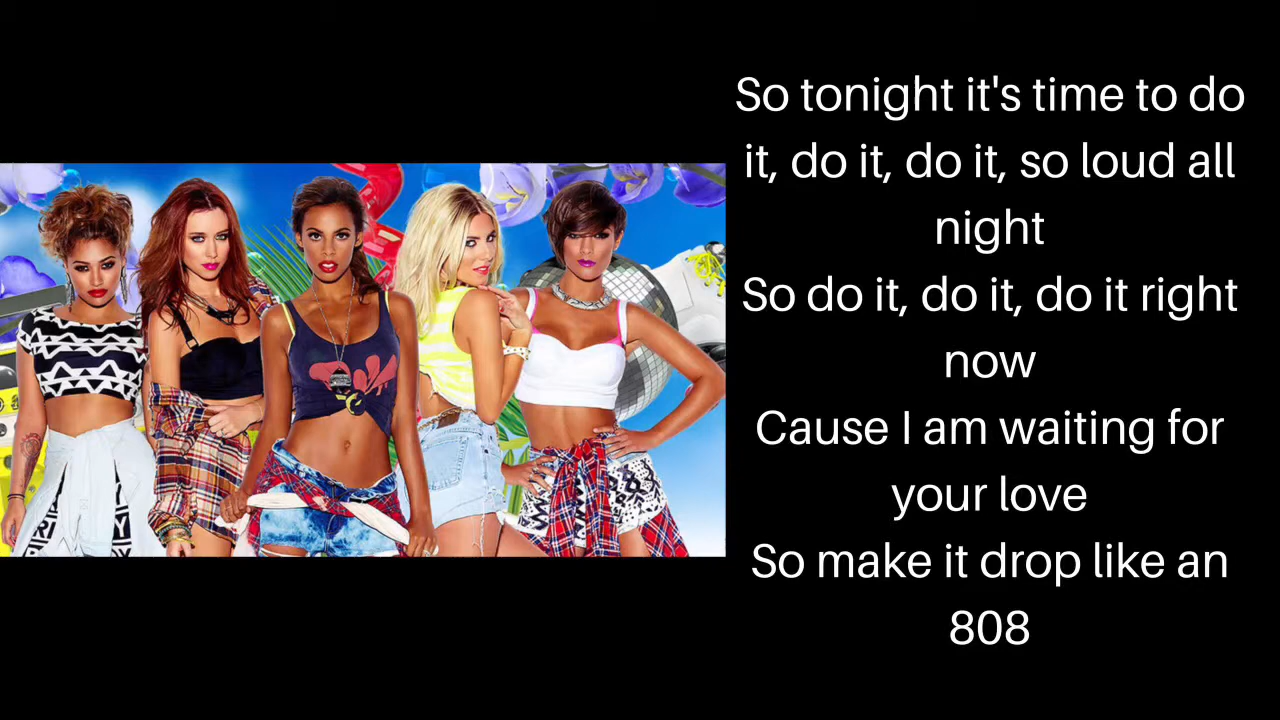 So tonight it's time to do
it, do it, do it, so loud all
night
So do it, do it, do it right
now
Cause I am waiting for
your love
So make it drop like an
808